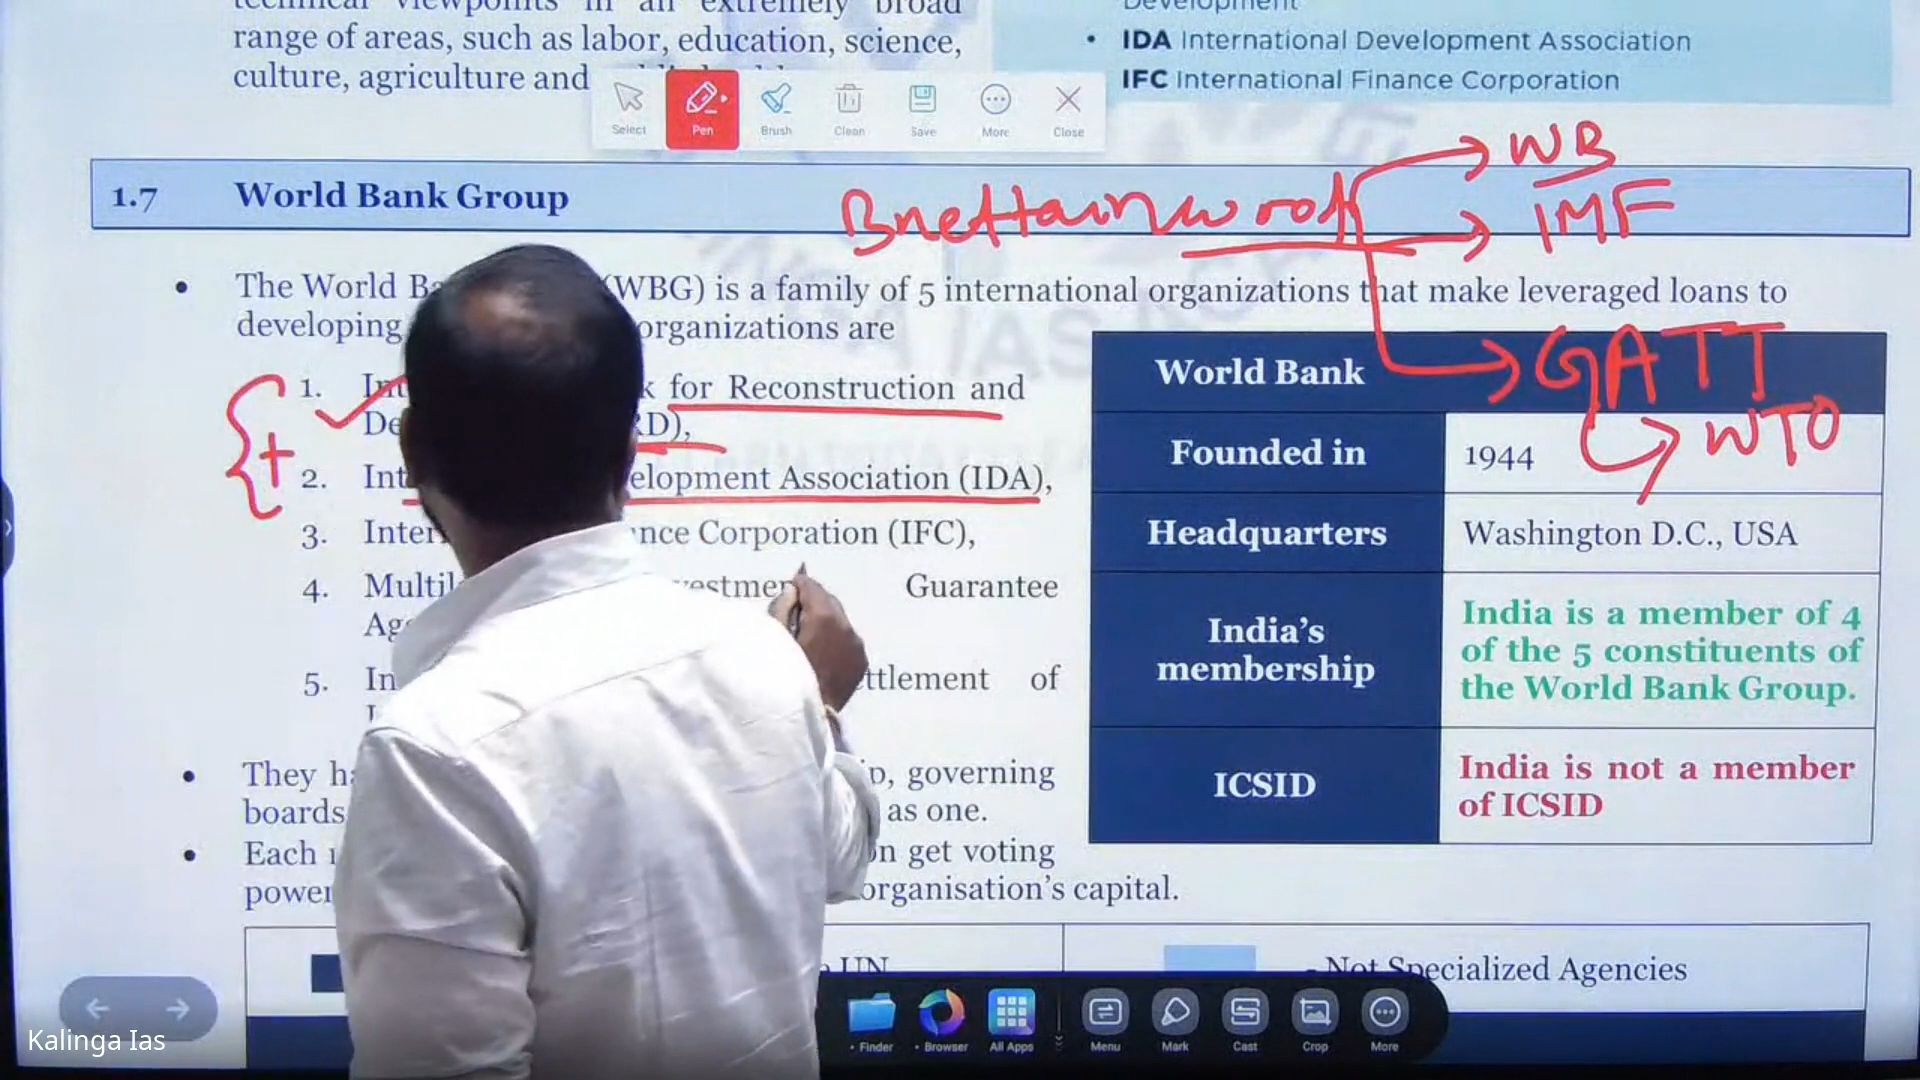 range of areas, such as labor, education, science,
culture, agriculture and
Development
• IDA International Development Association
IFC International Finance Corporation
Select
Pen
Brush
Clean
Save
More
Close
1.7 World Bank Group
Brettainwrof
WB
IMF
GATT
WTO
• The World (WBG) is a family of 5 international organizations that make leveraged loans to
developing organizations are
1. for Reconstruction and
2. Association (IDA),
3. Corporation (IFC),
4. Guarantee
5. of
• They governing
boards as one.
• Each get voting
organisation's capital.
World Bank
Founded in 1944
Headquarters Washington D.C., USA
India's membership
India is a member of 4
of the 5 constituents of
the World Bank Group.
ICSID
India is not a member
of ICSID
UN
- Not Specialized Agencies
• Finder
• Browser
All Apps
Menu
Mark
Cast
Crop
More
Kalinga Ias